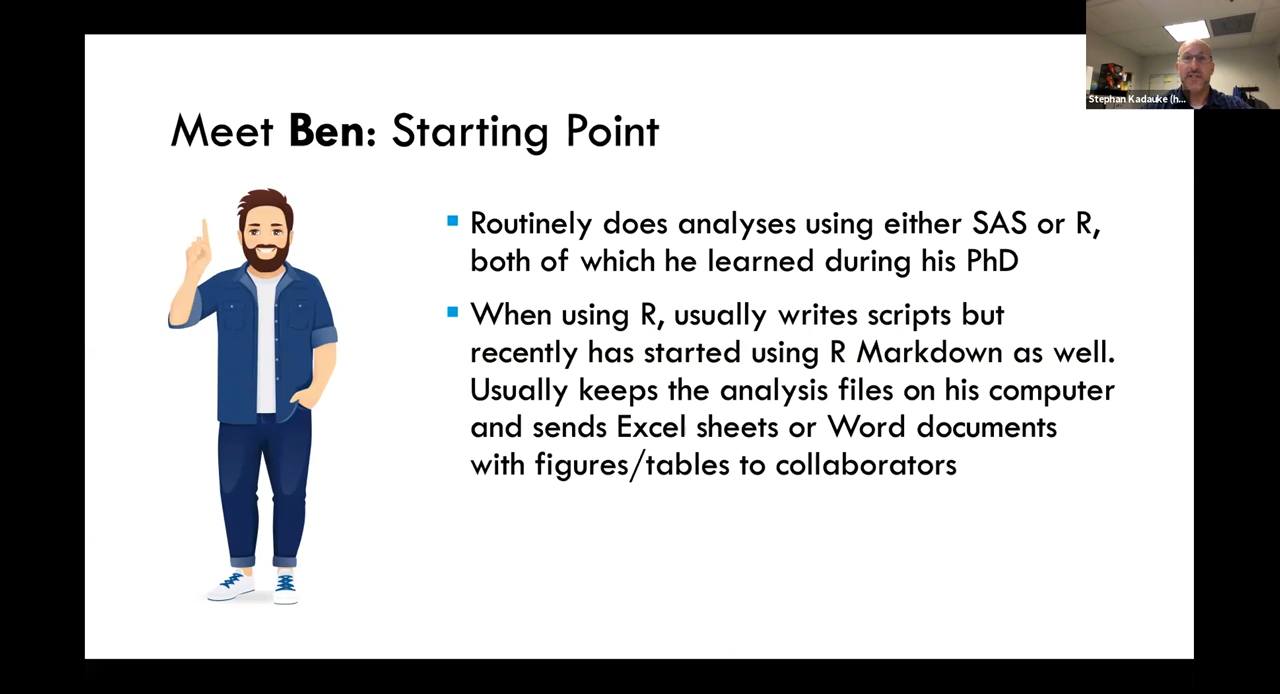 Stephan Kadauke (h...
Meet Ben: Starting Point
Routinely does analyses using either SAS or R,
both of which he learned during his PhD
When using R, usually writes scripts but
recently has started using R Markdown as well.
Usually keeps the analysis files on his computer
and sends Excel sheets or Word documents
with figures/tables to collaborators